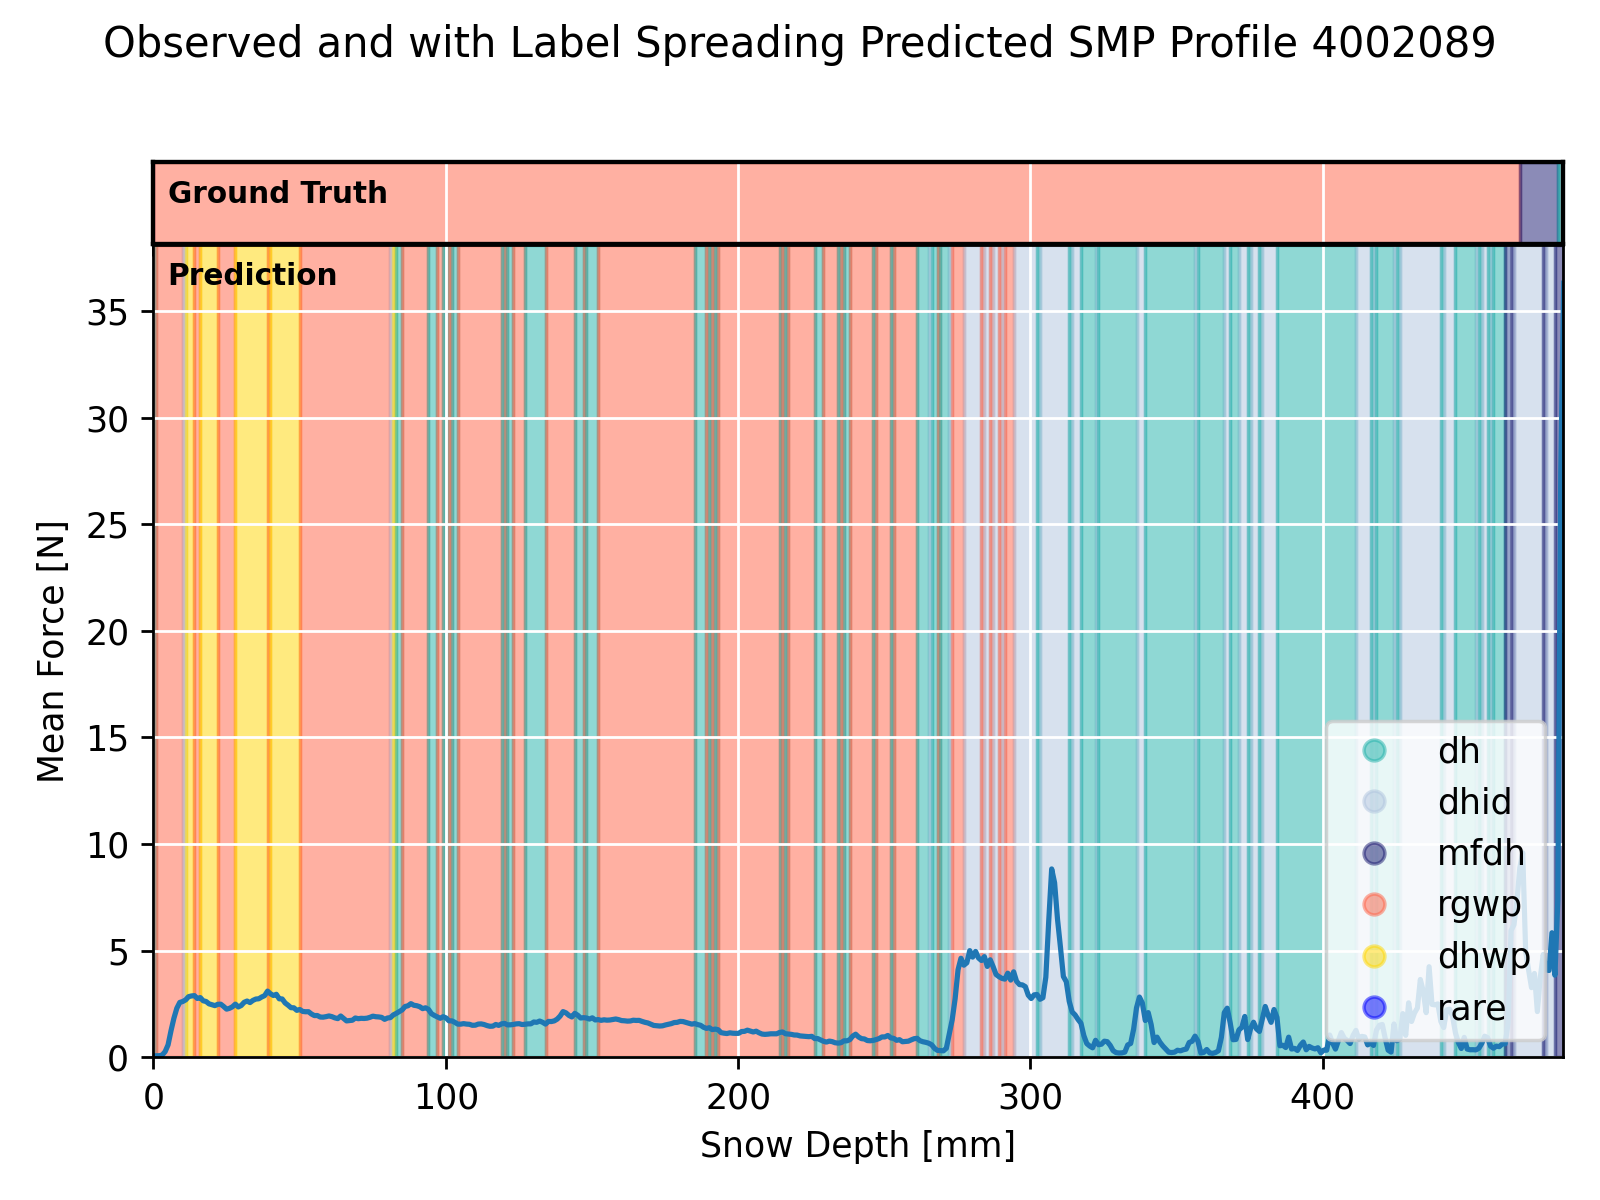 Observed and with Label Spreading Predicted SMP Profile 4002089
Ground Truth
Prediction
35
30
25
20
15
10
5
0
Mean Force [N]
dh
dhid
mfdh
rgwp
dhwp
rare
0 100 200 300 400
Snow Depth [mm]